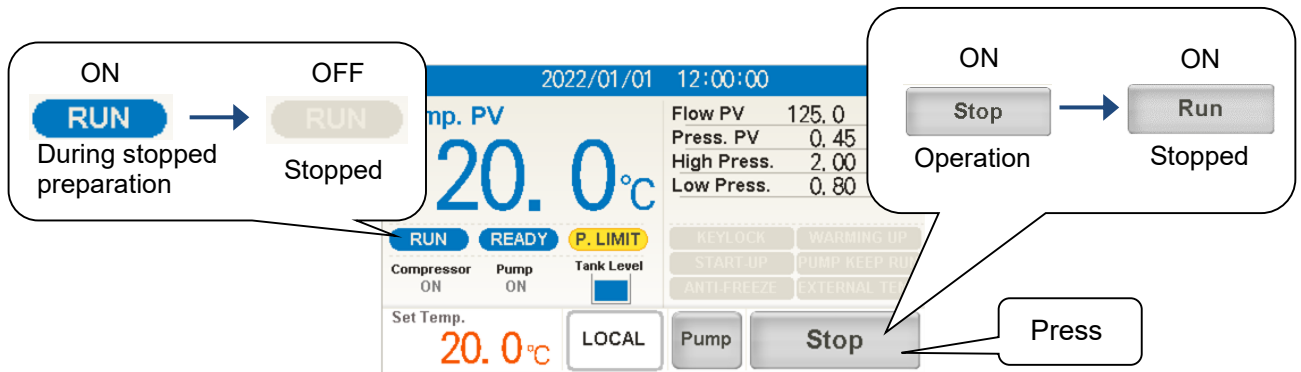 ON
OFF
RUN
RUN
During stopped
preparation
Stopped
2022/01/01 12:00:00
mp. PV
20. 0°C
Flow PV 125. 0
Press. PV 0. 45
High Press. 2. 00
Low Press. 0. 80
RUN READY P. LIMIT
Compressor Pump Tank Level
ON ON
KEYLOCK WARMING UP
START-UP PUMP KEEP RUN
ANTI-FREEZE EXTERNAL
Set Temp.
20. 0°C
LOCAL
Pump
Stop
ON
ON
Stop
Run
Operation
Stopped
Press